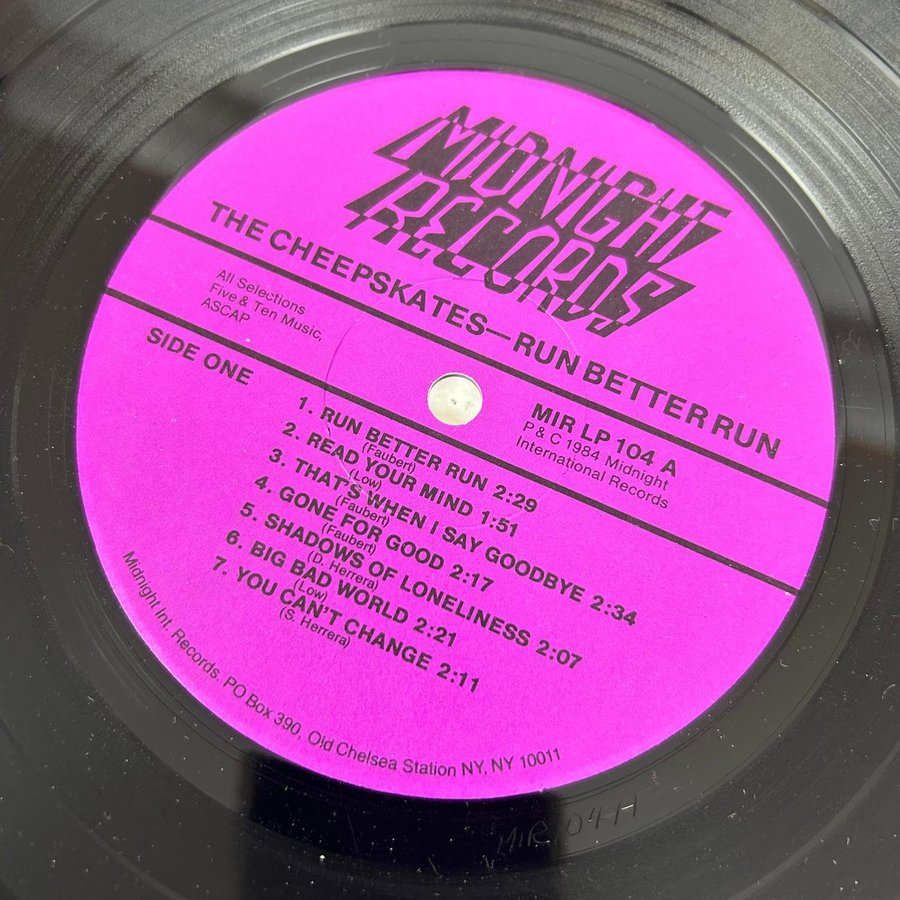 MIDNIGHT
RECORDS
THE CHEEPSKATES—RUN BETTER RUN
All Selections
Five & Ten Music,
ASCAP
MIR LP 104 A
P & C 1984 Midnight
International Records
SIDE ONE
1. RUN BETTER RUN 2:29
(Faubert)
2. READ YOUR MIND 1:51
(Low)
3. THAT'S WHEN I SAY GOODBYE 2:34
(Faubert)
4. GONE FOR GOOD 2:17
(Faubert)
5. SHADOWS OF LONELINESS 2:07
(D. Herrera)
6. BIG BAD WORLD 2:21
(Low)
7. YOU CAN'T CHANGE 2:11
(S. Herrera)
Midnight Int. Records, PO Box 390, Old Chelsea Station NY, NY 10011